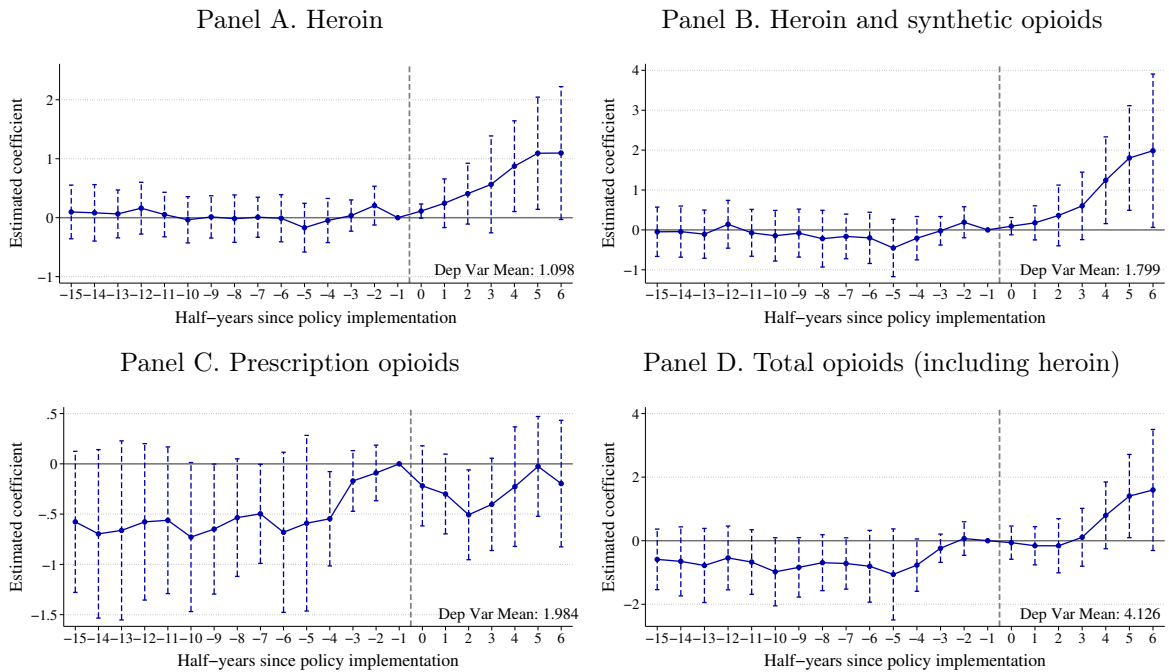 Panel A. Heroin
Estimated coefficient
2
1
0
−1
Dep Var Mean: 1.098
−15 −14 −13 −12 −11 −10 −9 −8 −7 −6 −5 −4 −3 −2 −1 0 1 2 3 4 5 6
Half−years since policy implementation
Panel B. Heroin and synthetic opioids
Estimated coefficient
4
3
2
1
0
−1
Dep Var Mean: 1.799
−15 −14 −13 −12 −11 −10 −9 −8 −7 −6 −5 −4 −3 −2 −1 0 1 2 3 4 5 6
Half−years since policy implementation
Panel C. Prescription opioids
Estimated coefficient
.5
0
−.5
−1
−1.5
Dep Var Mean: 1.984
−15 −14 −13 −12 −11 −10 −9 −8 −7 −6 −5 −4 −3 −2 −1 0 1 2 3 4 5 6
Half−years since policy implementation
Panel D. Total opioids (including heroin)
Estimated coefficient
4
2
0
−2
Dep Var Mean: 4.126
−15 −14 −13 −12 −11 −10 −9 −8 −7 −6 −5 −4 −3 −2 −1 0 1 2 3 4 5 6
Half−years since policy implementation